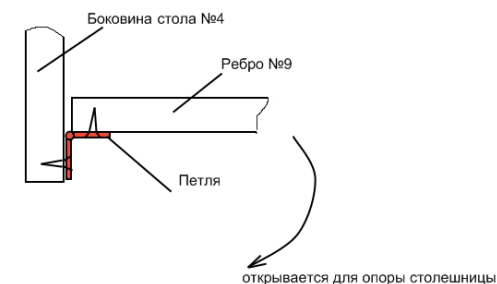 Боковина стола №4
Ребро №9
Петля
открывается для опоры столешницы